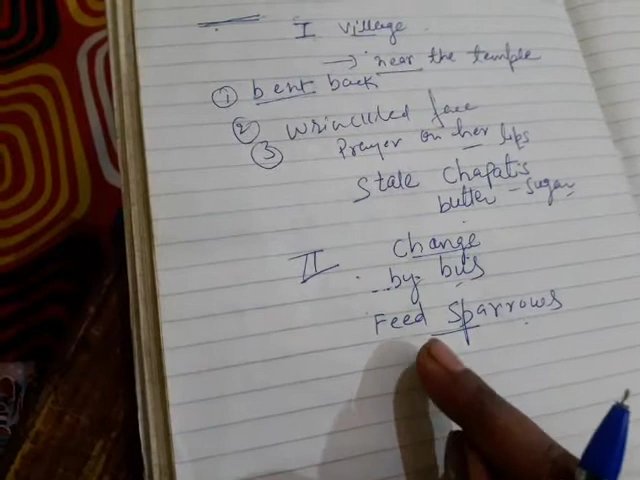 I village
→ near the temple
① bent back
② Wrinculed face
③ Prayer on her lips
Stale Chapatis
butter - Sugar
II Change
by bus
Feed Sparrows